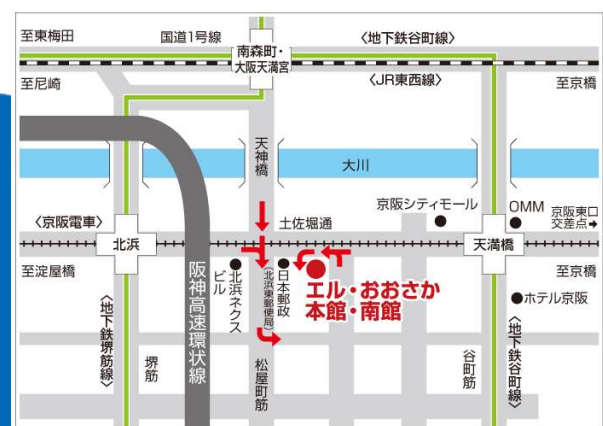 至東梅田
国道1号線
南森町・
大阪天満宮
〈地下鉄谷町線〉
至尼崎
〈JR東西線〉
至京橋
天神橋
大川
京阪シティモール
OMM
京阪東口
交差点➡
〈京阪電車〉
土佐堀通
北浜
天満橋
至淀屋橋
至京橋
阪神高速環状線
北浜ネクス
ビル
(北浜東郵便局)
日本郵政
エル・おおさか
本館・南館
ホテル京阪
〈地下鉄堺筋線〉
堺筋
松屋町筋
谷町筋
〈地下鉄谷町線〉